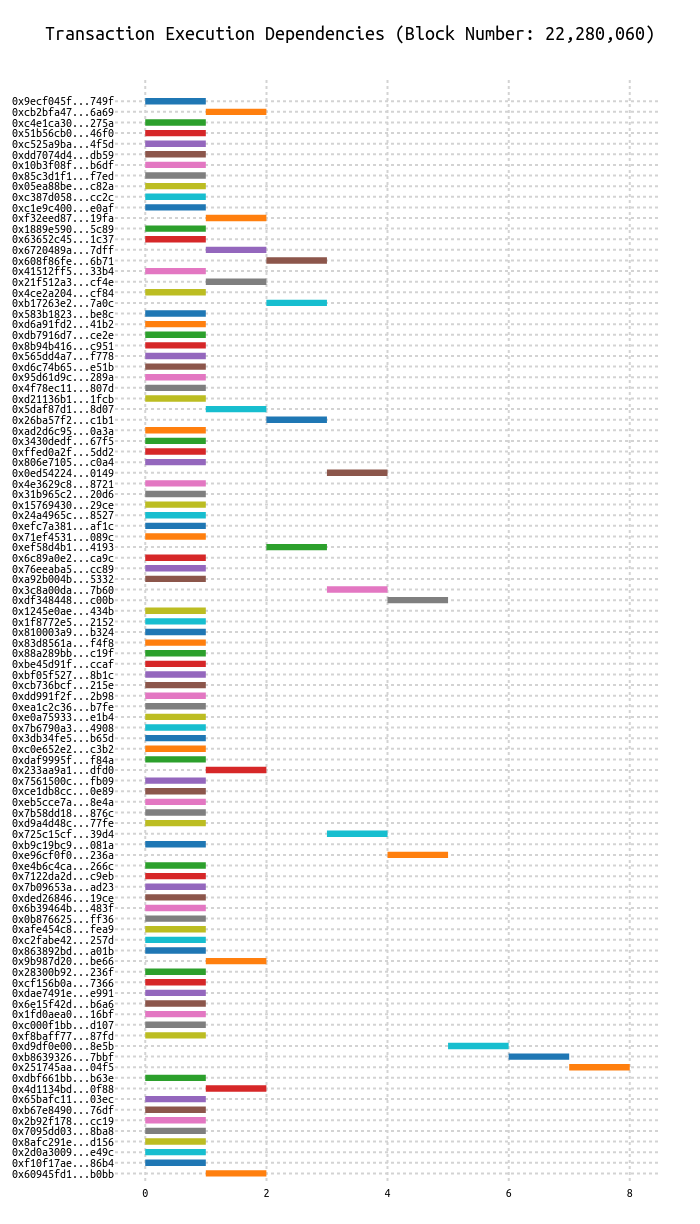 Transaction Execution Dependencies (Block Number: 22,280,060)
0x9ecf045f...749f
0xcb2bfa47...6a69
0xc4e1ca30...275a
0x51b56cb0...46f0
0xc525a9ba...4f5d
0xdd7074d4...db59
0x10b3f08f...b6df
0x85c3d1f1...f7ed
0x05ea88be...c82a
0xc387d058...cc2c
0xc1e9c400...e0af
0xf32eed87...19fa
0x1889e590...5c89
0x63652c45...1c37
0x6720489a...7dff
0x608f86fe...6b71
0x41512ff5...33b4
0x21f512a3...cf4e
0x4ce2a204...cf84
0xb17263e2...7a0c
0x583b1823...be8c
0xd6a91fd2...41b2
0xdb7916d7...ce2e
0x8b94b416...c951
0x565dd4a7...f778
0xd6c74b65...e51b
0x95d61d9c...289a
0x4f78ec11...807d
0xd21136b1...1fcb
0x5daf87d1...8d07
0x26ba57f2...c1b1
0xad2d6c95...0a3a
0x3430dedf...67f5
0xffed0a2f...5dd2
0x806e7105...c0a4
0x0ed54224...0149
0x4e3629c8...8721
0x31b965c2...20d6
0x15769430...29ce
0x24a4965c...8527
0xefc7a381...af1c
0x71ef4531...089c
0xef58d4b1...4193
0x6c89a0e2...ca9c
0x76eeaba5...cc89
0xa92b004b...5332
0x3c8a00da...7b60
0xdf348448...c00b
0x1245e0ae...434b
0x1f8772e5...2152
0x810003a9...b324
0x83d8561a...f4f8
0x88a289bb...c19f
0xbe45d91f...ccaf
0xbf05f527...8b1c
0xcb736bcf...215e
0xdd991f2f...2b98
0xea1c2c36...b7fe
0xe0a75933...e1b4
0x7b6790a3...4908
0x3db34fe5...b65d
0xc0e652e2...c3b2
0xdaf9995f...f84a
0x233aa9a1...dfd0
0x7561500c...fb09
0xce1db8cc...0e89
0xeb5cce7a...8e4a
0x7b58dd18...876c
0xd9a4d48c...77fe
0x725c15cf...39d4
0xb9c19bc9...081a
0xe96cf0f0...236a
0xe4b6c4ca...266c
0x7122da2d...c9eb
0x7b09653a...ad23
0xded26846...19ce
0x6b39464b...483f
0x0b876625...ff36
0xafe454c8...fea9
0xc2fabe42...257d
0x863892bd...a01b
0x9b987d20...be66
0x28300b92...236f
0xcf156b0a...7366
0xdae7491e...e991
0x6e15f42d...b6a6
0x1fd0aea0...16bf
0xc000f1bb...d107
0xf8baff77...87fd
0xd9df0e00...8e5b
0xb8639326...7bbf
0x251745aa...04f5
0xdbf661bb...b63e
0x4d1134bd...0f88
0x65bafc11...03ec
0xb67e8490...76df
0x2b92f178...cc19
0x7095dd03...8ba8
0x8afc291e...d156
0x2d0a3009...e49c
0xf10f17ae...86b4
0x60945fd1...b0bb
0 2 4 6 8